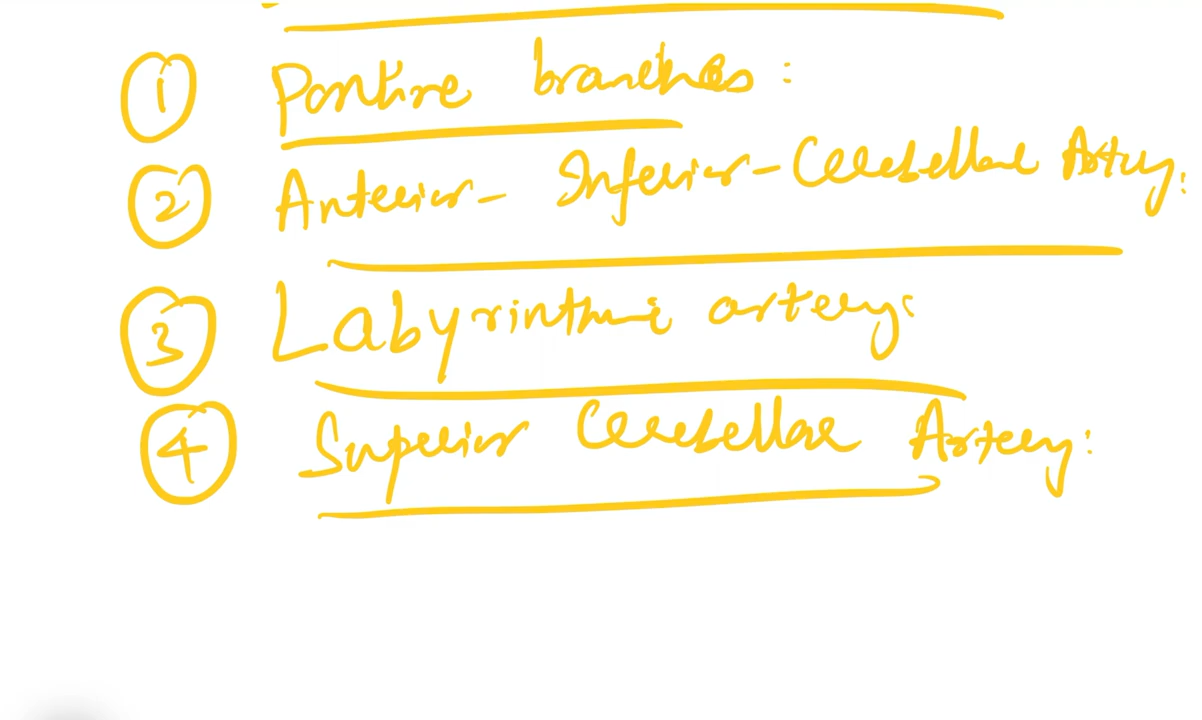 ① Pontine branches:
② Anterior- Inferior-Cerebellar Artery:
③ Labyrinthine artery:
④ Superior Cerebellar Artery: